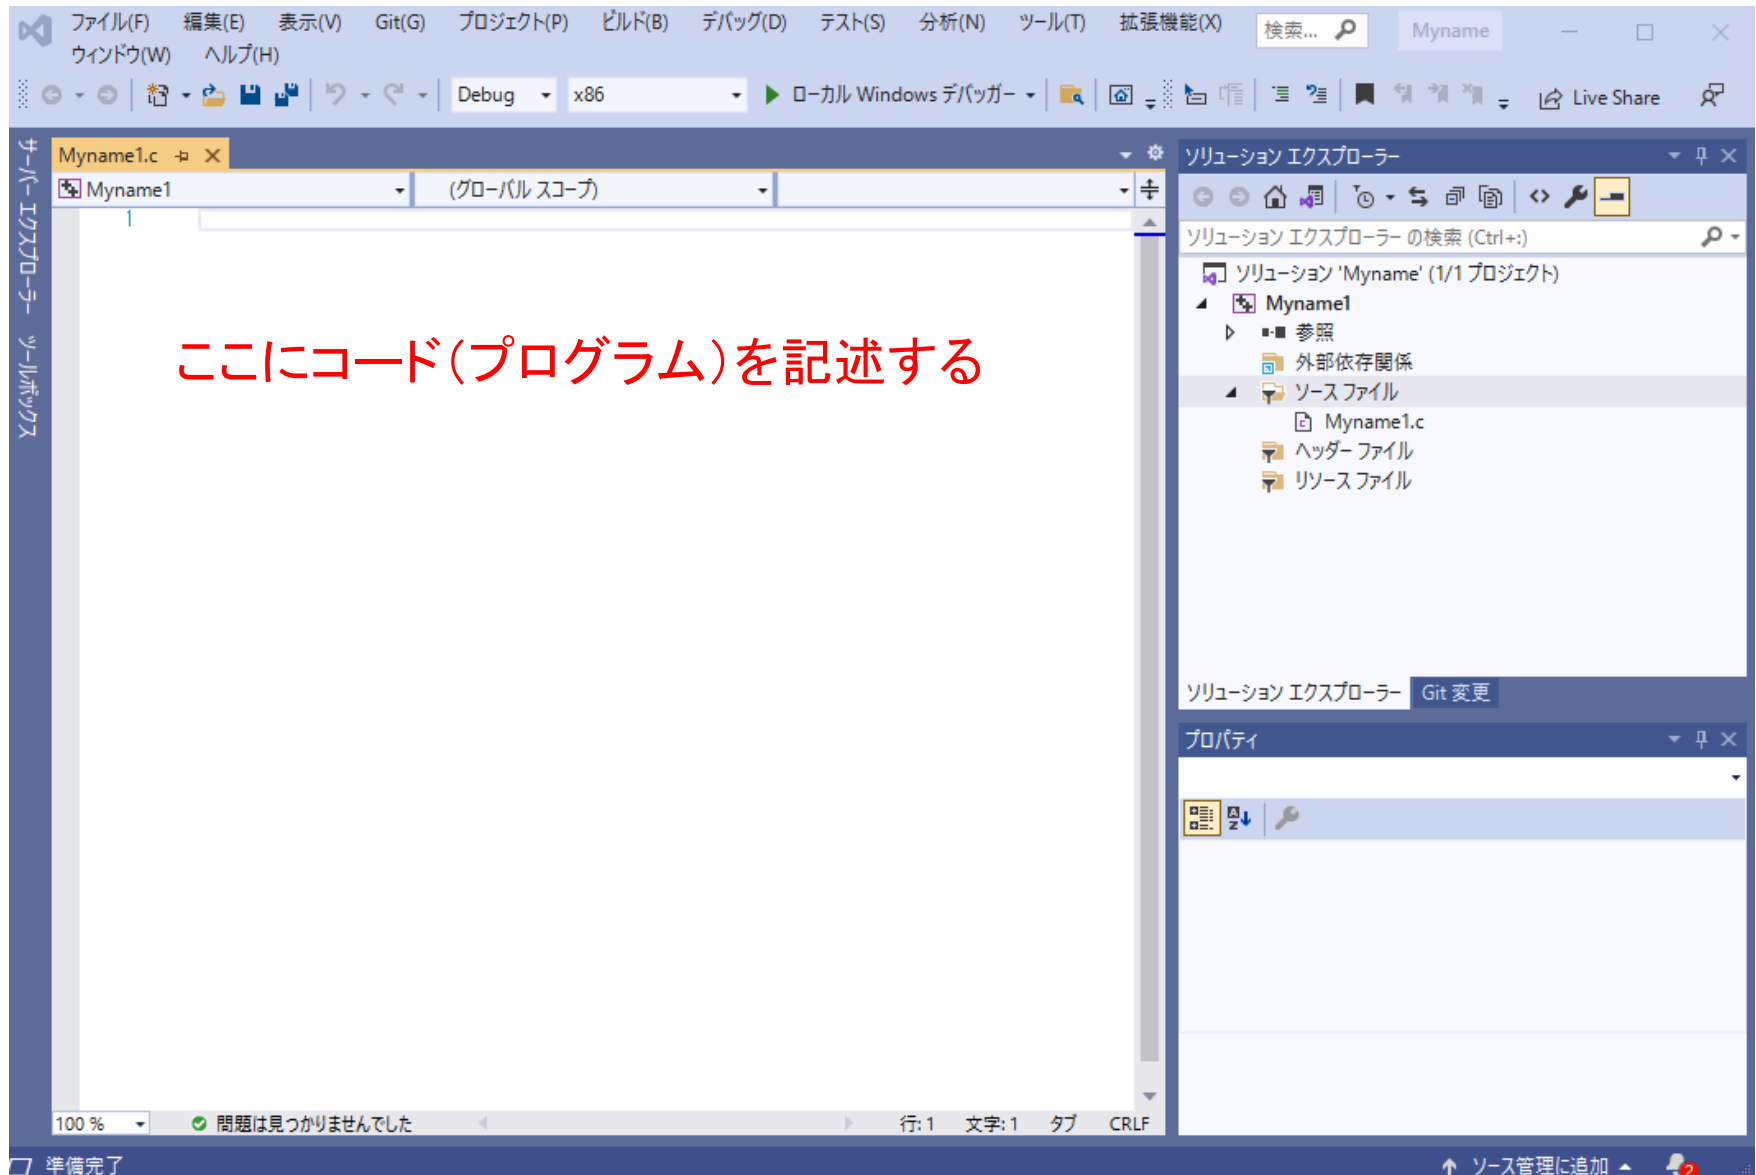 ファイル(F) 編集(E) 表示(V) Git(G) プロジェクト(P) ビルド(B) デバッグ(D) テスト(S) 分析(N) ツール(T) 拡張機能(X) 検索... Myname
ウィンドウ(W) ヘルプ(H)
Debug x86 ローカル Windows デバッガー Live Share
サーバー エクスプローラー ツールボックス
Myname1.c
Myname1 (グローバル スコープ)
1
ここにコード(プログラム)を記述する
100 % 問題は見つかりませんでした 行: 1 文字: 1 タブ CRLF
ソリューション エクスプローラー
ソリューション エクスプローラー の検索 (Ctrl+:)
ソリューション 'Myname' (1/1 プロジェクト)
Myname1
参照
外部依存関係
ソース ファイル
Myname1.c
ヘッダー ファイル
リソース ファイル
ソリューション エクスプローラー Git 変更
プロパティ
準備完了 ソース管理に追加 2